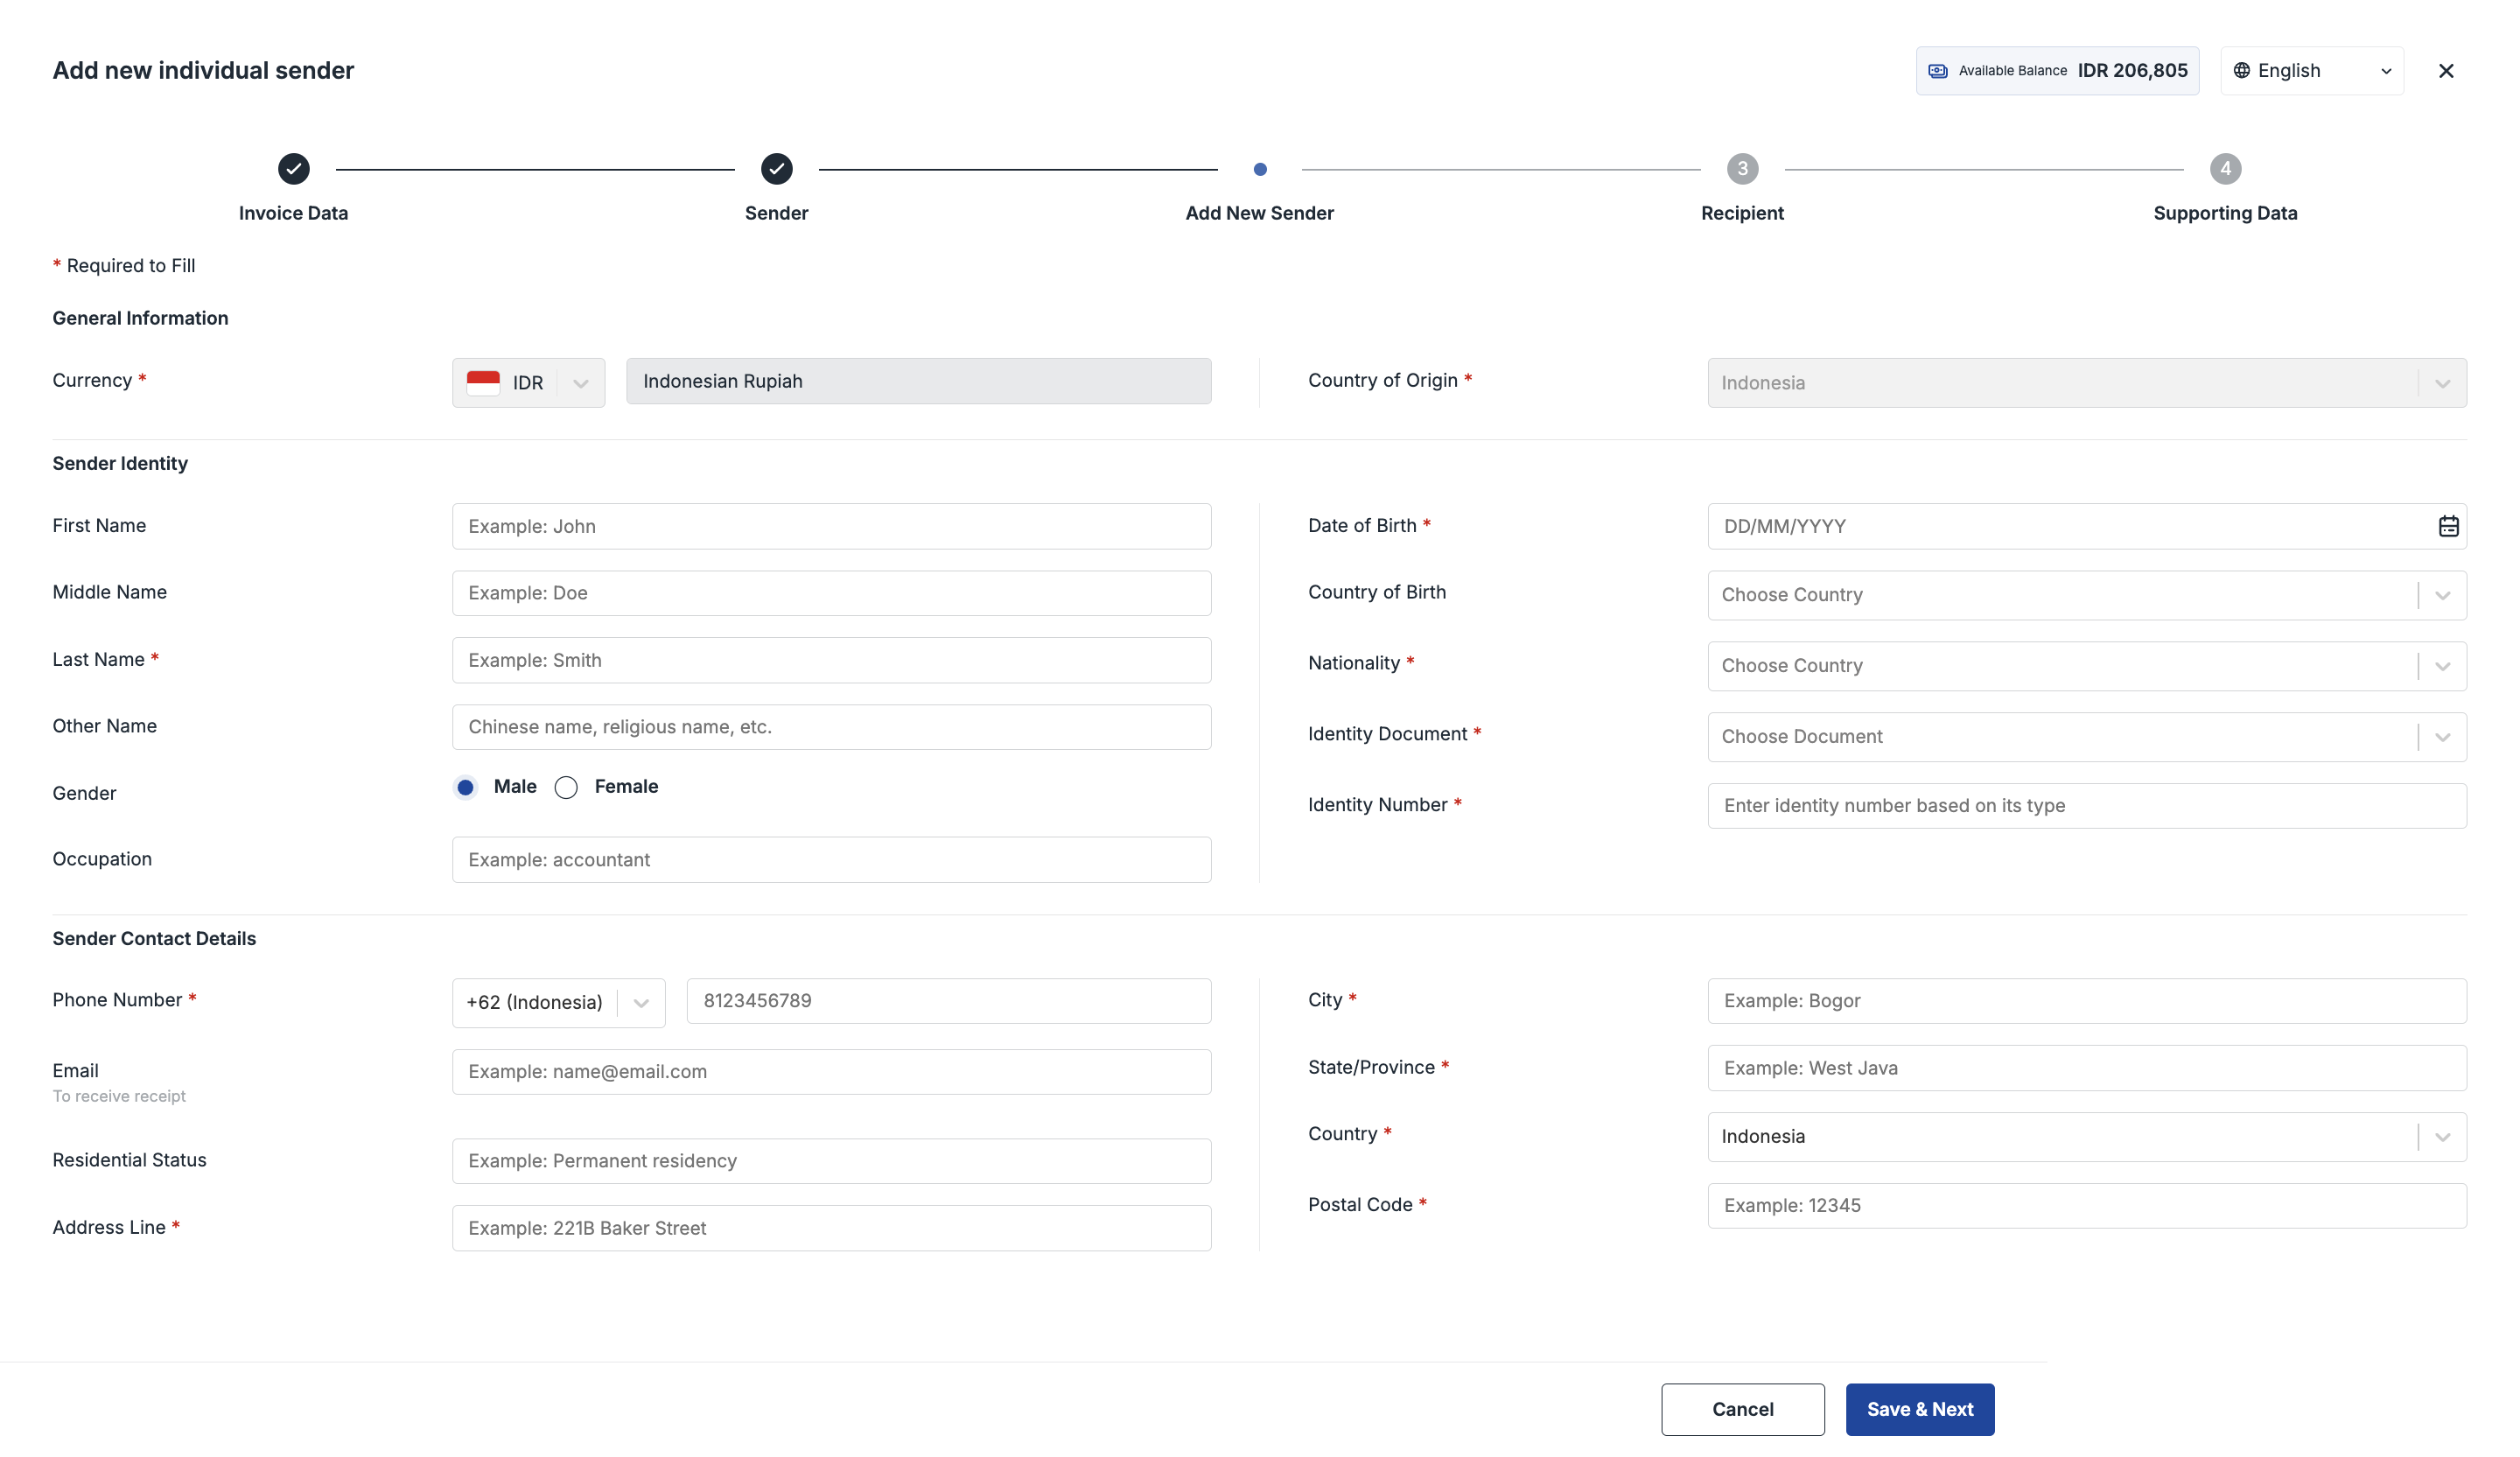 Add new individual sender
Available Balance IDR 206,805
English
Invoice Data
Sender
Add New Sender
3
Recipient
4
Supporting Data
* Required to Fill
General Information
Currency *
IDR
Indonesian Rupiah
Country of Origin *
Indonesia
Sender Identity
First Name
Example: John
Middle Name
Example: Doe
Last Name *
Example: Smith
Other Name
Chinese name, religious name, etc.
Gender
Male
Female
Occupation
Example: accountant
Date of Birth *
DD/MM/YYYY
Country of Birth
Choose Country
Nationality *
Choose Country
Identity Document *
Choose Document
Identity Number *
Enter identity number based on its type
Sender Contact Details
Phone Number *
+62 (Indonesia)
8123456789
Email
To receive receipt
Example: name@email.com
Residential Status
Example: Permanent residency
Address Line *
Example: 221B Baker Street
City *
Example: Bogor
State/Province *
Example: West Java
Country *
Indonesia
Postal Code *
Example: 12345
Cancel
Save & Next